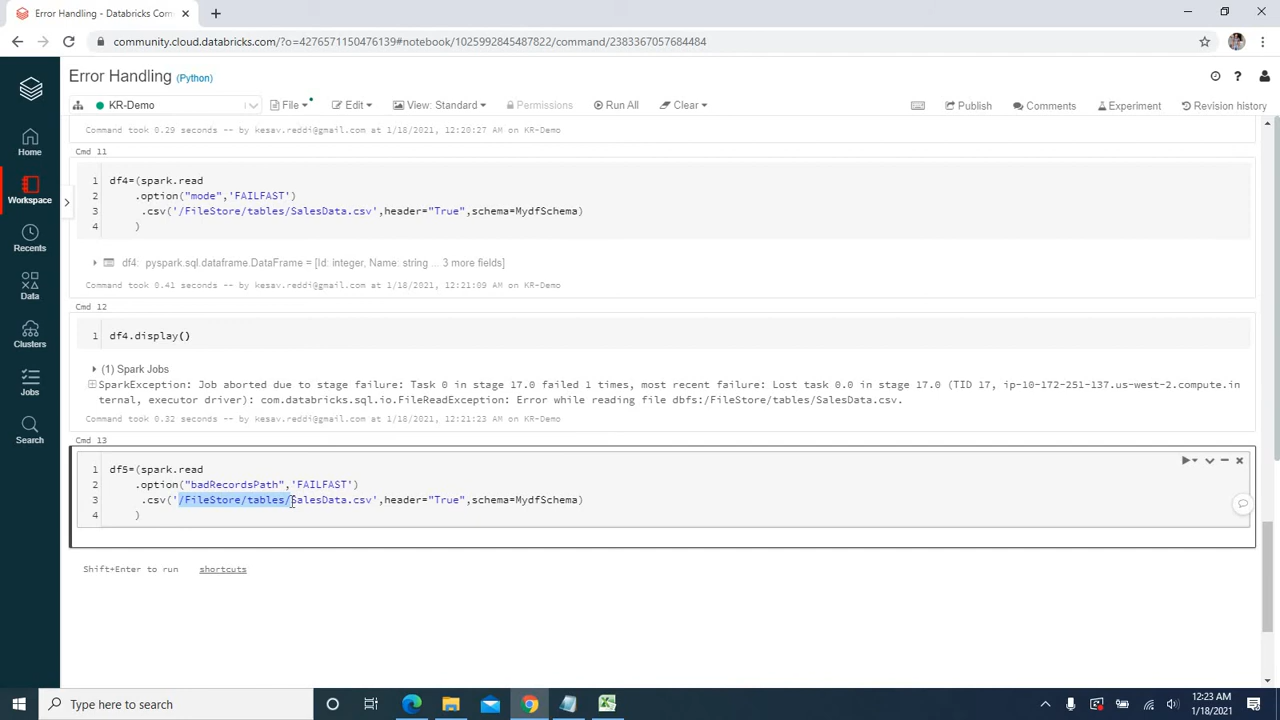 Error Handling - Databricks Com
community.cloud.databricks.com/?o=4276571150476139#notebook/1025992845487822/command/2383367057684484
Error Handling (Python)
KR-Demo
File
Edit
View: Standard
Permissions
Run All
Clear
Publish
Comments
Experiment
Revision history
Home
Workspace
Recents
Data
Clusters
Jobs
Search
Command took 0.29 seconds -- by kesav.reddi@gmail.com at 1/18/2021, 12:20:27 AM on KR-Demo
Cmd 11
1 df4=(spark.read
2 .option("mode",'FAILFAST')
3 .csv('/FileStore/tables/SalesData.csv',header="True",schema=MydfSchema)
4 )
df4: pyspark.sql.dataframe.DataFrame = [Id: integer, Name: string ... 3 more fields]
Command took 0.41 seconds -- by kesav.reddi@gmail.com at 1/18/2021, 12:21:09 AM on KR-Demo
Cmd 12
1 df4.display()
(1) Spark Jobs
SparkException: Job aborted due to stage failure: Task 0 in stage 17.0 failed 1 times, most recent failure: Lost task 0.0 in stage 17.0 (TID 17, ip-10-172-251-137.us-west-2.compute.in
ternal, executor driver): com.databricks.sql.io.FileReadException: Error while reading file dbfs:/FileStore/tables/SalesData.csv.
Command took 0.32 seconds -- by kesav.reddi@gmail.com at 1/18/2021, 12:21:23 AM on KR-Demo
Cmd 13
1 df5=(spark.read
2 .option("badRecordsPath",'FAILFAST')
3 .csv('/FileStore/tables/SalesData.csv',header="True",schema=MydfSchema)
4 )
Shift+Enter to run shortcuts
Type here to search
12:23 AM
1/18/2021